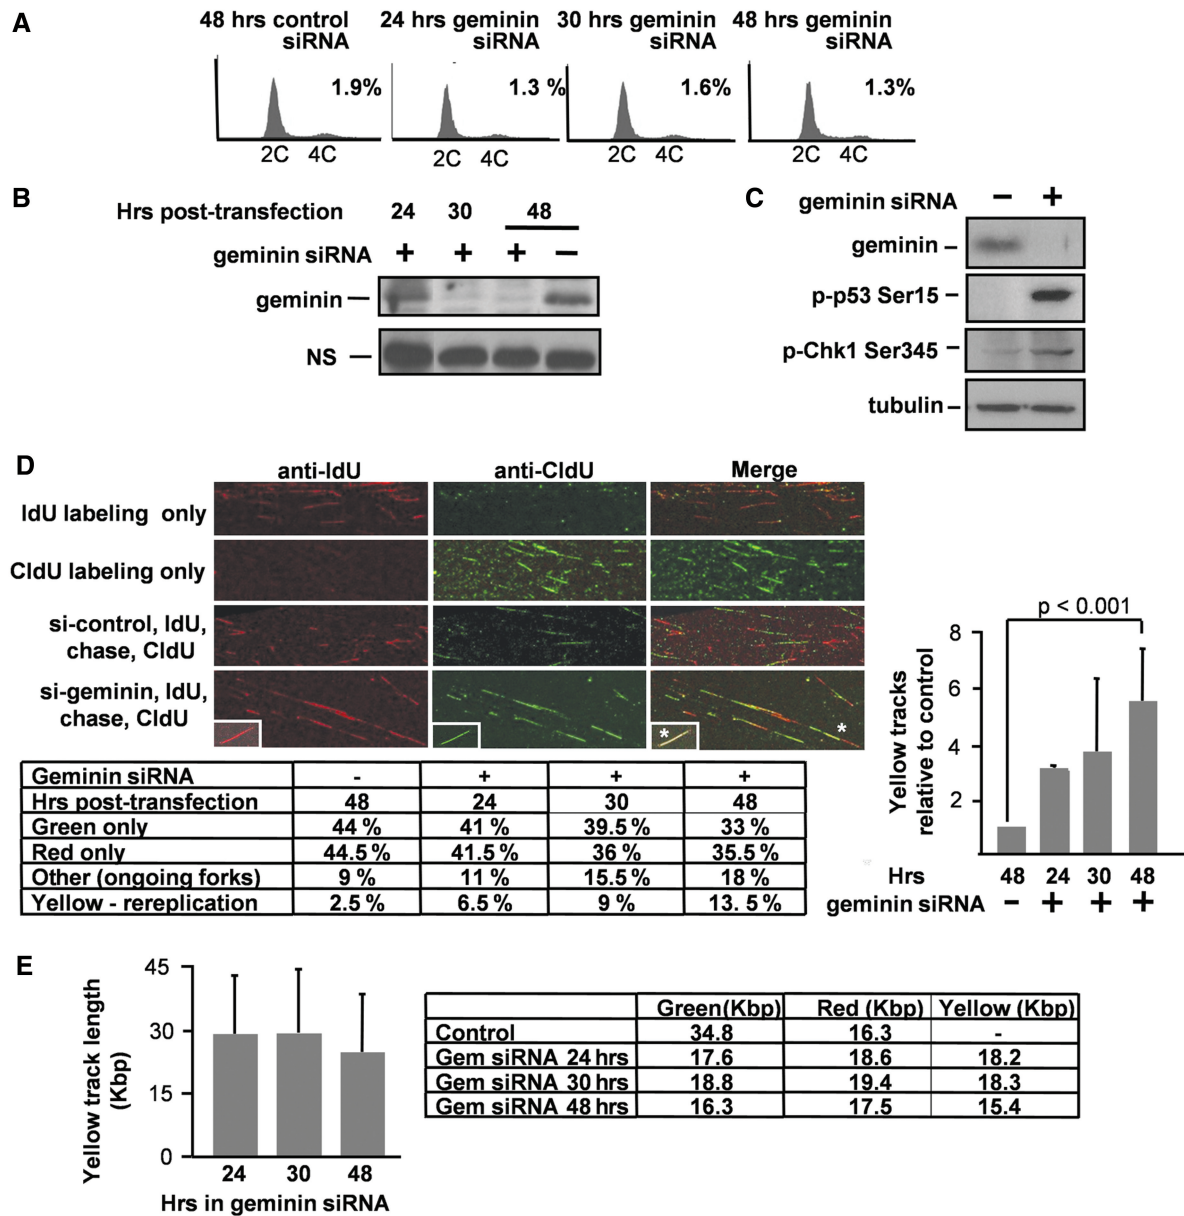 A
48 hrs control siRNA
24 hrs geminin siRNA
30 hrs geminin siRNA
48 hrs geminin siRNA
1.9%
1.3 %
1.6%
1.3%
2C 4C
2C 4C
2C 4C
2C 4C
B
Hrs post-transfection 24 30 48
geminin siRNA + + + −
geminin
NS
C
geminin siRNA − +
geminin
p-p53 Ser15
p-Chk1 Ser345
tubulin
D
anti-IdU anti-CldU Merge
IdU labeling only
CldU labeling only
si-control, IdU,
chase, CldU
si-geminin, IdU,
chase, CldU
* *
Geminin siRNA - + + +
Hrs post-transfection 48 24 30 48
Green only 44 % 41 % 39.5% 33 %
Red only 44.5% 41.5% 36% 35.5%
Other (ongoing forks) 9 % 11 % 15.5% 18 %
Yellow - rereplication 2.5 % 6.5 % 9 % 13. 5%
p < 0.001
Yellow tracks
relative to control
8
6
4
2
Hrs 48 24 30 48
geminin siRNA − + + +
E
Yellow track length
(Kbp)
45
30
15
0
24 30 48
Hrs in geminin siRNA
Green(Kbp) Red (Kbp) Yellow (Kbp)
Control 34.8 16.3 -
Gem siRNA 24 hrs 17.6 18.6 18.2
Gem siRNA 30 hrs 18.8 19.4 18.3
Gem siRNA 48 hrs 16.3 17.5 15.4